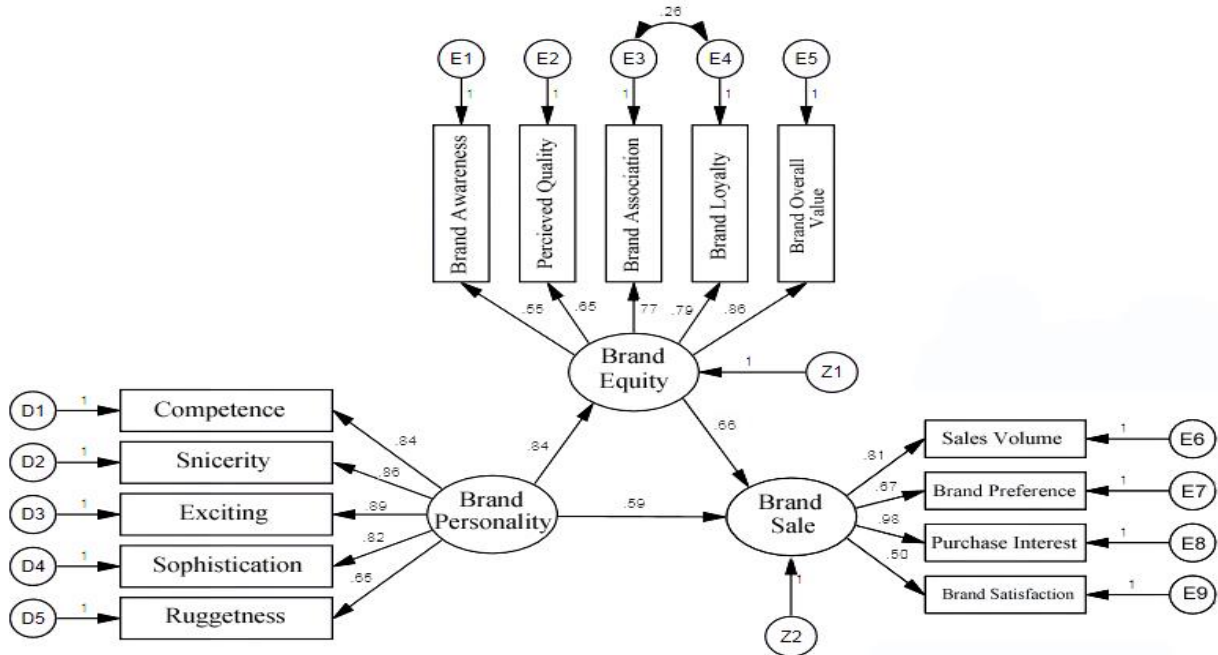 .26
E1
E2
E3
E4
E5
1
1
1
1
1
Brand Awareness
Percieved Quality
Brand Association
Brand Loyalty
Brand Overall
Value
.55
.65
.77
.79
.86
Brand
Equity
1
Z1
D1
1
Competence
D2
1
Snicerity
D3
1
Exciting
D4
1
Sophistication
D5
1
Ruggetness
.84
.86
.89
.82
.65
Brand
Personality
.84
.66
.59
Brand
Sale
1
Z2
.81
.67
.98
.50
Sales Volume
1
E6
Brand Preference
1
E7
Purchase Interest
1
E8
Brand Satisfaction
1
E9